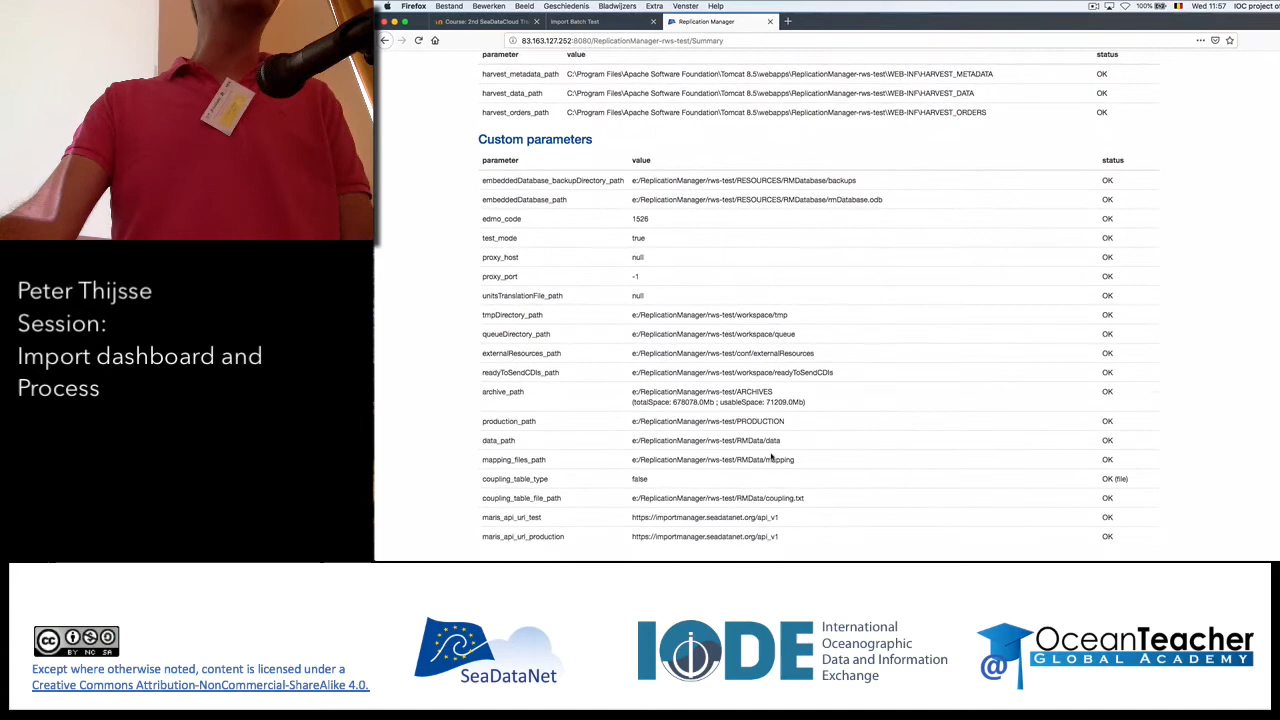 Firefox Bestand Bewerken Beeld Geschiedenis Bladwijzers Extra Venster Help 100% Wed 11:57 IOC project of
Course: 2nd SeaDataCloud Tra × Import Batch Test × Replication Manager × +
83.163.127.252:8080/ReplicationManager-rws-test/Summary
parameter value status
harvest_metadata_path C:\Program Files\Apache Software Foundation\Tomcat 8.5\webapps\ReplicationManager-rws-test\WEB-INF\HARVEST_METADATA OK
harvest_data_path C:\Program Files\Apache Software Foundation\Tomcat 8.5\webapps\ReplicationManager-rws-test\WEB-INF\HARVEST_DATA OK
harvest_orders_path C:\Program Files\Apache Software Foundation\Tomcat 8.5\webapps\ReplicationManager-rws-test\WEB-INF\HARVEST_ORDERS OK
Custom parameters
parameter value status
embeddedDatabase_backupDirectory_path e:/ReplicationManager/rws-test/RESOURCES/RMDatabase/backups OK
embeddedDatabase_path e:/ReplicationManager/rws-test/RESOURCES/RMDatabase/rmDatabase.odb OK
edmo_code 1526 OK
test_mode true OK
proxy_host null OK
proxy_port -1 OK
unitsTranslationFile_path null OK
tmpDirectory_path e:/ReplicationManager/rws-test/workspace/tmp OK
queueDirectory_path e:/ReplicationManager/rws-test/workspace/queue OK
externalResources_path e:/ReplicationManager/rws-test/conf/externalResources OK
readyToSendCDIs_path e:/ReplicationManager/rws-test/workspace/readyToSendCDIs OK
archive_path e:/ReplicationManager/rws-test/ARCHIVES OK
(totalSpace: 678078.0Mb ; usableSpace: 71209.0Mb)
production_path e:/ReplicationManager/rws-test/PRODUCTION OK
data_path e:/ReplicationManager/rws-test/RMData/data OK
mapping_files_path e:/ReplicationManager/rws-test/RMData/mapping OK
coupling_table_type false OK (file)
coupling_table_file_path e:/ReplicationManager/rws-test/RMData/coupling.txt OK
maris_api_url_test https://importmanager.seadatanet.org/api_v1 OK
maris_api_url_production https://importmanager.seadatanet.org/api_v1 OK
Peter Thijsse
Session:
Import dashboard and
Process
cc BY NC SA
Except where otherwise noted, content is licensed under a
Creative Commons Attribution-NonCommercial-ShareAlike 4.0.
SeaDataNet
IODE
International
Oceanographic
Data and Information
Exchange
@ OceanTeacher
GLOBAL ACADEMY